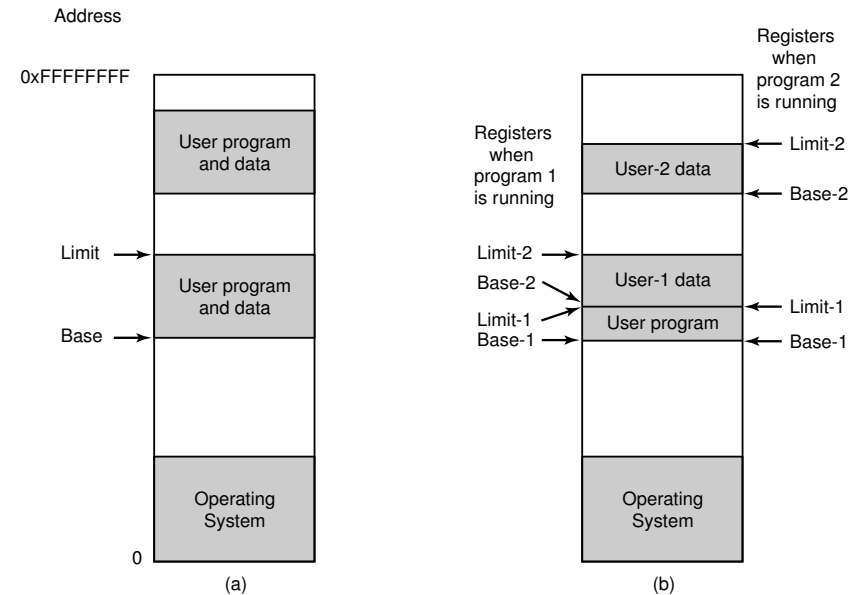 Address
0xFFFFFFFF
User program
and data
Limit
User program
and data
Base
Operating
System
0
(a)
Registers
when
program 1
is running
Limit-2
Base-2
Limit-1
Base-1
User-2 data
User-1 data
User program
Operating
System
(b)
Registers
when
program 2
is running
Limit-2
Base-2
Limit-1
Base-1